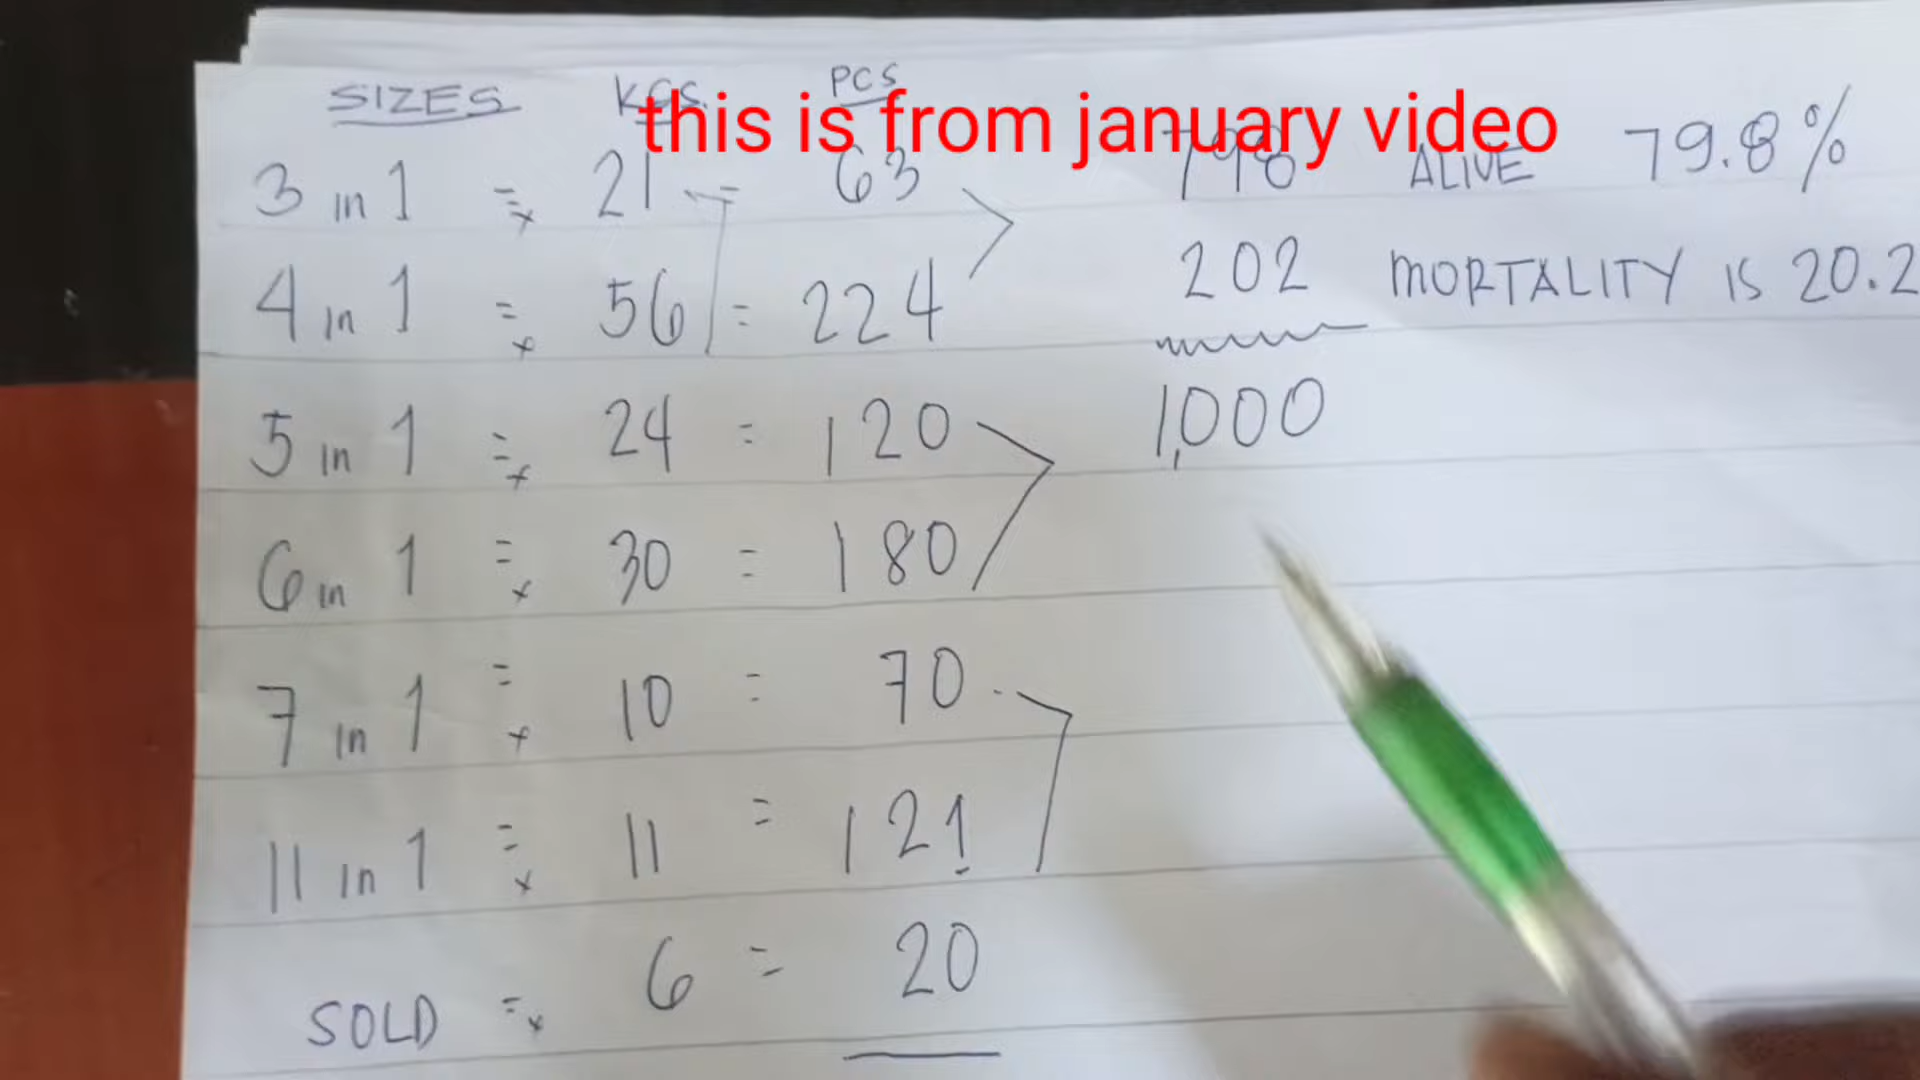 SIZES KGS. PCS
this is from january video
3 in 1 = x 21 = 63 798 ALIVE 79.8%
4 in 1 = x 56 = 224 202 MORTALITY IS 20.2
5 in 1 = x 24 = 120 1,000
6 in 1 = x 30 = 180
7 in 1 = x 10 = 70
11 in 1 = x 11 = 121
SOLD = x 6 = 20